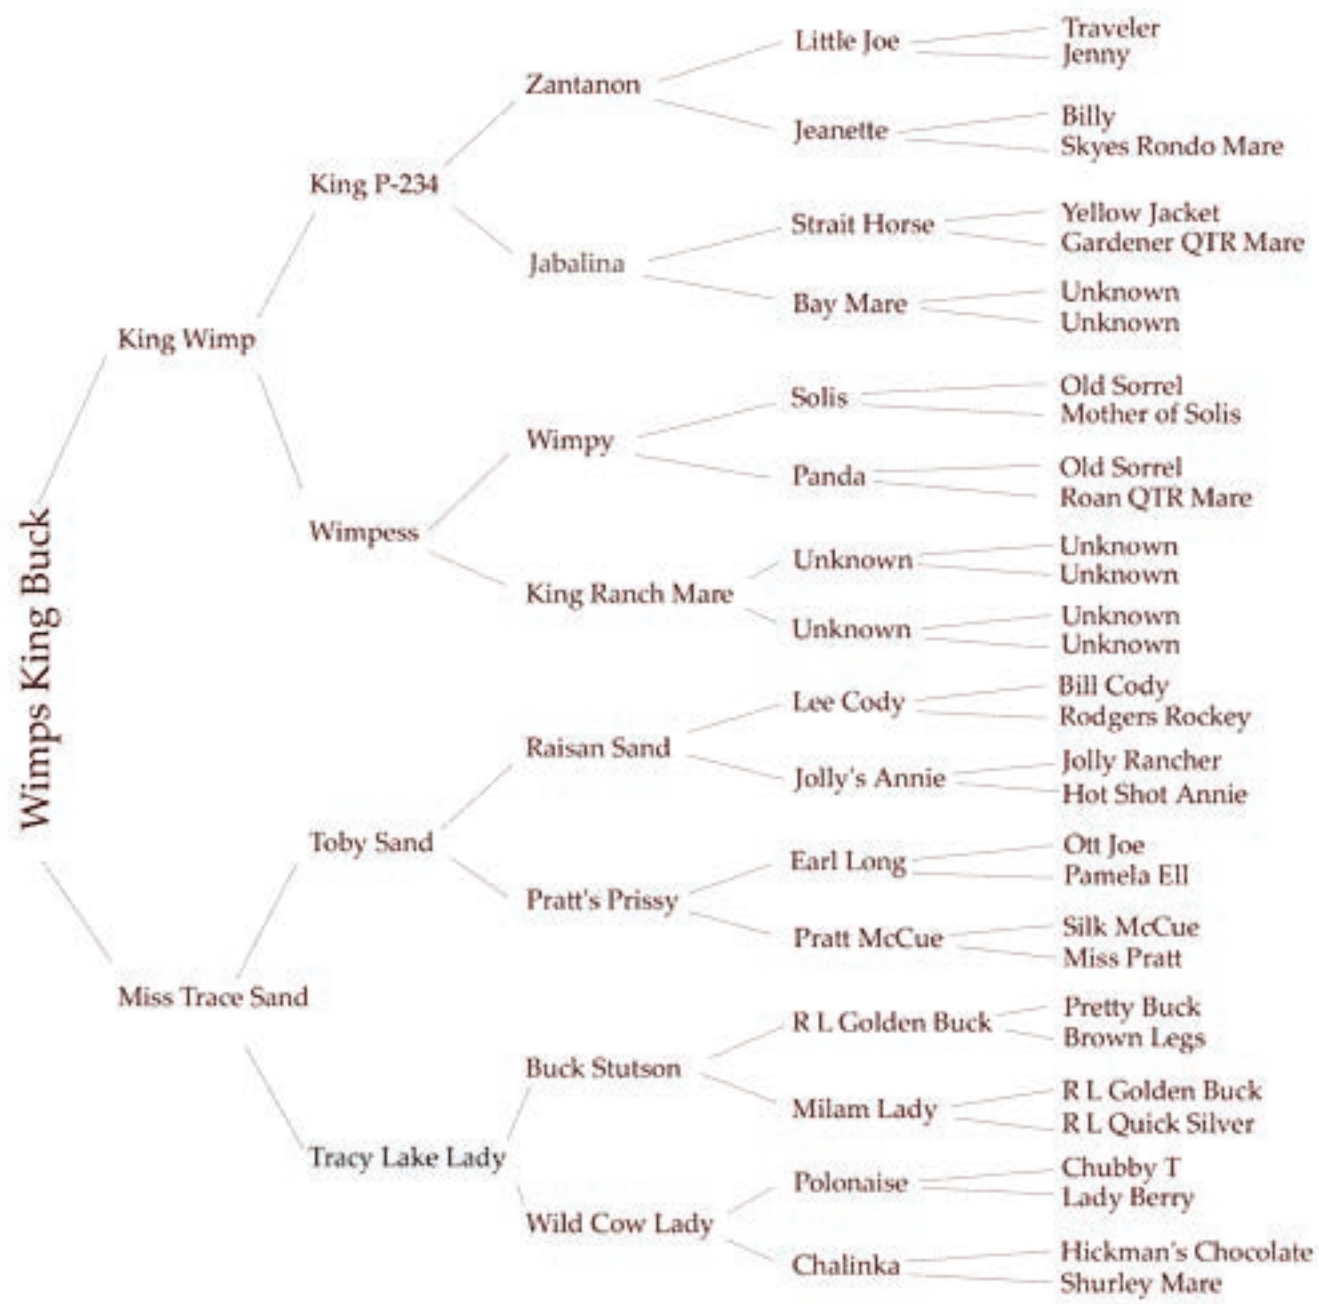 Wimps King Buck
King Wimp
Miss Trace Sand
King P-234
Wimpess
Toby Sand
Tracy Lake Lady
Zantanon
Jabalina
Wimpy
King Ranch Mare
Raisan Sand
Pratt's Prissy
Buck Stutson
Wild Cow Lady
Little Joe
Jeanette
Strait Horse
Bay Mare
Solis
Panda
Unknown
Unknown
Lee Cody
Jolly's Annie
Earl Long
Pratt McCue
R L Golden Buck
Milam Lady
Polonaise
Chalinka
Traveler
Jenny
Billy
Skyes Rondo Mare
Yellow Jacket
Gardener QTR Mare
Unknown
Unknown
Old Sorrel
Mother of Solis
Old Sorrel
Roan QTR Mare
Unknown
Unknown
Unknown
Unknown
Bill Cody
Rodgers Rockey
Jolly Rancher
Hot Shot Annie
Ott Joe
Pamela Ell
Silk McCue
Miss Pratt
Pretty Buck
Brown Legs
R L Golden Buck
R L Quick Silver
Chubby T
Lady Berry
Hickman's Chocolate
Shurley Mare